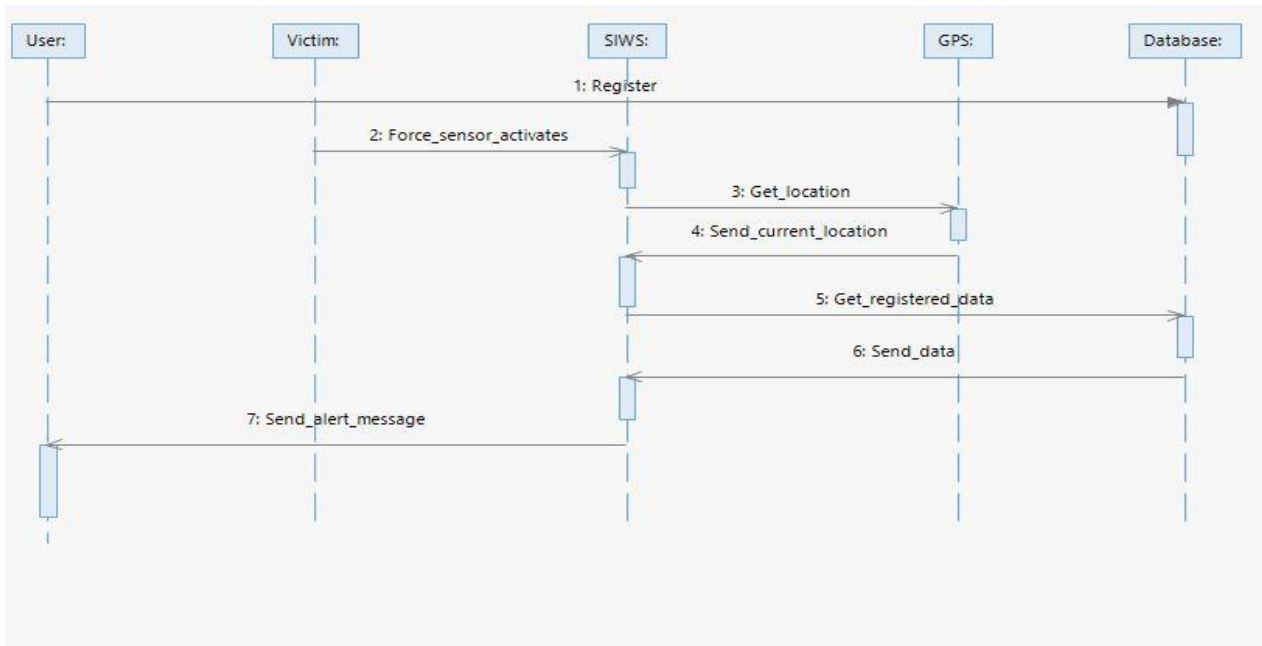 User:
Victim:
SIWS:
GPS:
Database:
1: Register
2: Force_sensor_activates
3: Get_location
4: Send_current_location
5: Get_registered_data
6: Send_data
7: Send_alert_message